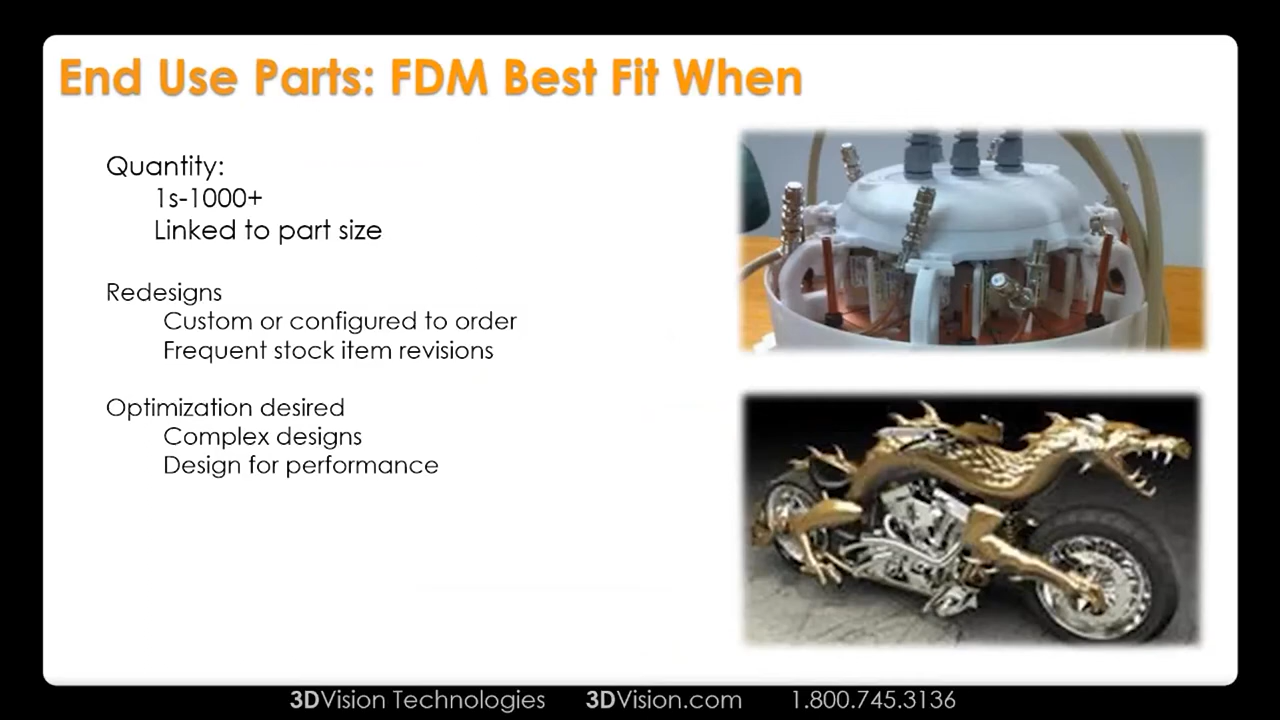 End Use Parts: FDM Best Fit When
Quantity:
1s-1000+
Linked to part size
Redesigns
Custom or configured to order
Frequent stock item revisions
Optimization desired
Complex designs
Design for performance
3DVision Technologies 3DVision.com 1.800.745.3136